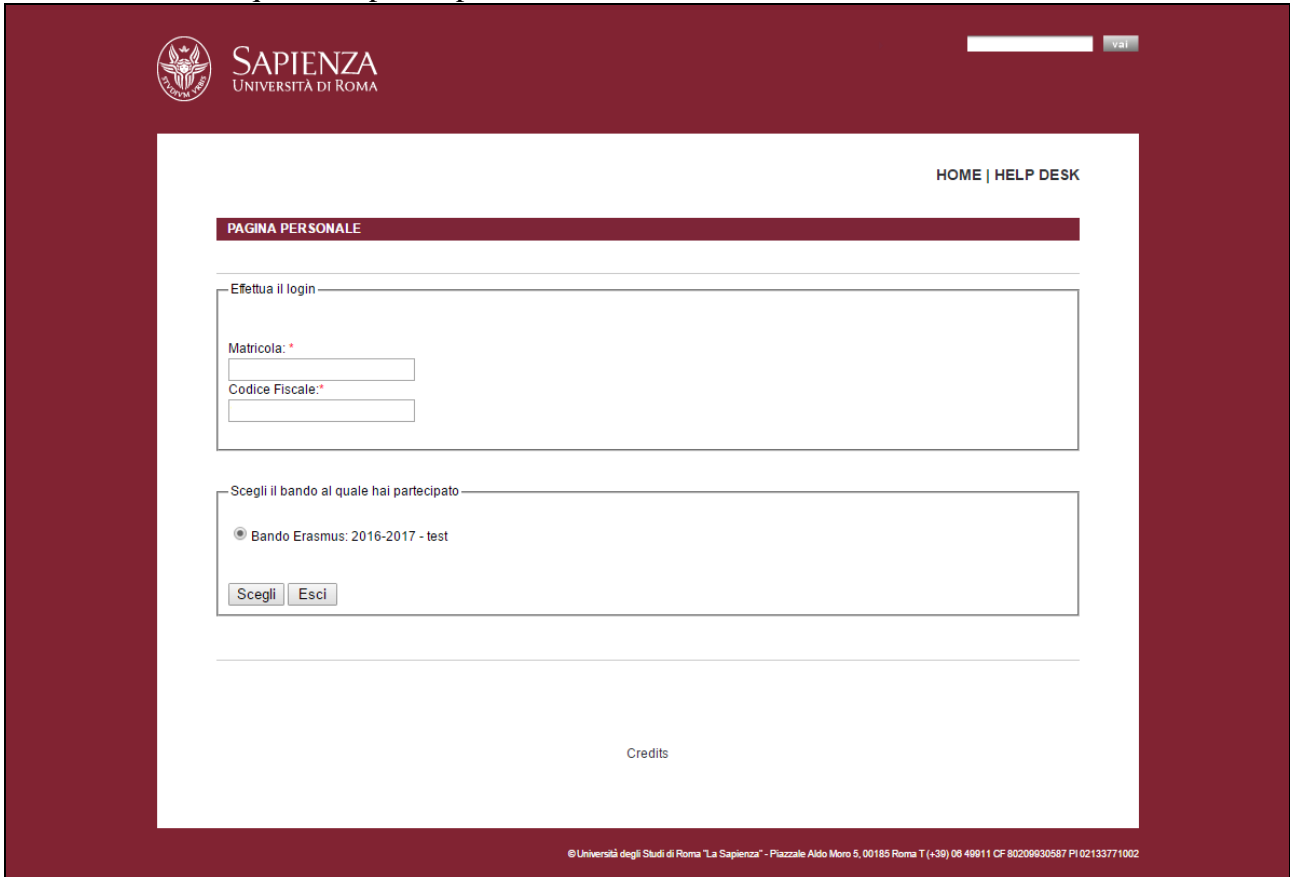 SAPIENZA
UNIVERSITÀ DI ROMA
STVDIVM VRBIS
vai
HOME | HELP DESK
PAGINA PERSONALE
Effettua il login
Matricola: *
Codice Fiscale:*
Scegli il bando al quale hai partecipato
Bando Erasmus: 2016-2017 - test
Scegli Esci
Credits
© Università degli Studi di Roma "La Sapienza" - Piazzale Aldo Moro 5, 00185 Roma T (+39) 06 49911 CF 80209930587 PI 02133771002